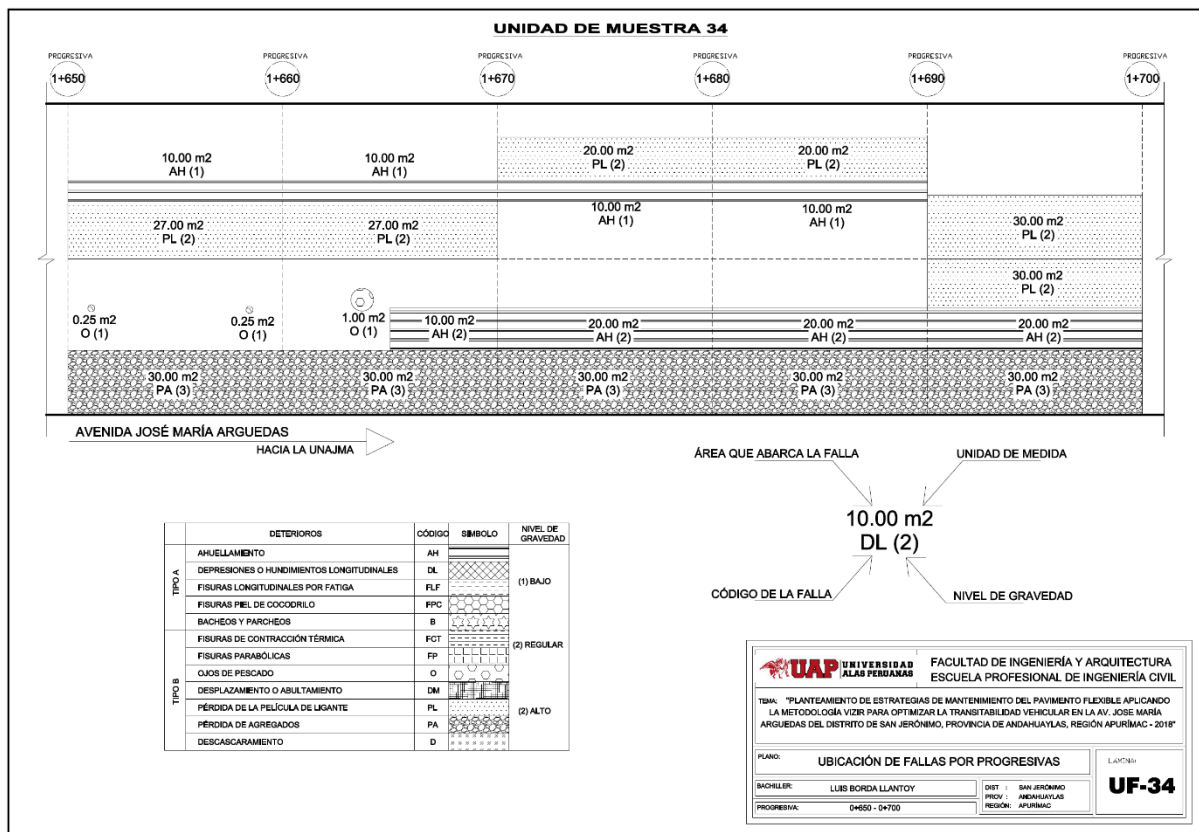 UNIDAD DE MUESTRA 34
PROGRESIVA PROGRESIVA PROGRESIVA PROGRESIVA PROGRESIVA PROGRESIVA
1+650 1+660 1+670 1+680 1+690 1+700
10.00 m2
AH (1)
10.00 m2
AH (1)
20.00 m2
PL (2)
20.00 m2
PL (2)
27.00 m2
PL (2)
27.00 m2
PL (2)
10.00 m2
AH (1)
10.00 m2
AH (1)
30.00 m2
PL (2)
30.00 m2
PL (2)
0.25 m2
O (1)
0.25 m2
O (1)
1.00 m2
O (1)
10.00 m2
AH (2)
20.00 m2
AH (2)
20.00 m2
AH (2)
20.00 m2
AH (2)
30.00 m2
PA (3)
30.00 m2
PA (3)
30.00 m2
PA (3)
30.00 m2
PA (3)
30.00 m2
PA (3)
AVENIDA JOSÉ MARÍA ARGUEDAS
HACIA LA UNAJMA
ÁREA QUE ABARCA LA FALLA
UNIDAD DE MEDIDA
10.00 m2
DL (2)
CÓDIGO DE LA FALLA
NIVEL DE GRAVEDAD
DETERIOROS CÓDIGO SIMBOLO NIVEL DE GRAVEDAD
TIPO A
AHUELLAMIENTO AH
DEPRESIONES O HUNDIMIENTOS LONGITUDINALES DL
FISURAS LONGITUDINALES POR FATIGA FLF
FISURAS PIEL DE COCODRILO FPC
BACHEOS Y PARCHEOS B
TIPO B
FISURAS DE CONTRACCIÓN TÉRMICA FCT
FISURAS PARABÓLICAS FP
OJOS DE PESCADO O
DESPLAZAMIENTO O ABULTAMIENTO DM
PÉRDIDA DE LA PELÍCULA DE LIGANTE PL
PÉRDIDA DE AGREGADOS PA
DESCASCARAMIENTO D
(1) BAJO
(2) REGULAR
(2) ALTO
UAP UNIVERSIDAD
ALAS PERUANAS
FACULTAD DE INGENIERÍA Y ARQUITECTURA
ESCUELA PROFESIONAL DE INGENIERÍA CIVIL
TEMA: "PLANTEAMIENTO DE ESTRATEGIAS DE MANTENIMIENTO DEL PAVIMENTO FLEXIBLE APLICANDO
LA METODOLOGÍA VIZIR PARA OPTIMIZAR LA TRANSITABILIDAD VEHICULAR EN LA AV. JOSE MARÍA
ARGUEDAS DEL DISTRITO DE SAN JERÓNIMO, PROVINCIA DE ANDAHUAYLAS, REGIÓN APURÍMAC - 2018"
PLANO: UBICACIÓN DE FALLAS POR PROGRESIVAS
LAMINA:
UF-34
BACHILLER: LUIS BORDA LLANTOY
PROGRESIVA: 0+650 - 0+700
DIST : SAN JERÓNIMO
PROV : ANDAHUAYLAS
REGIÓN: APURÍMAC